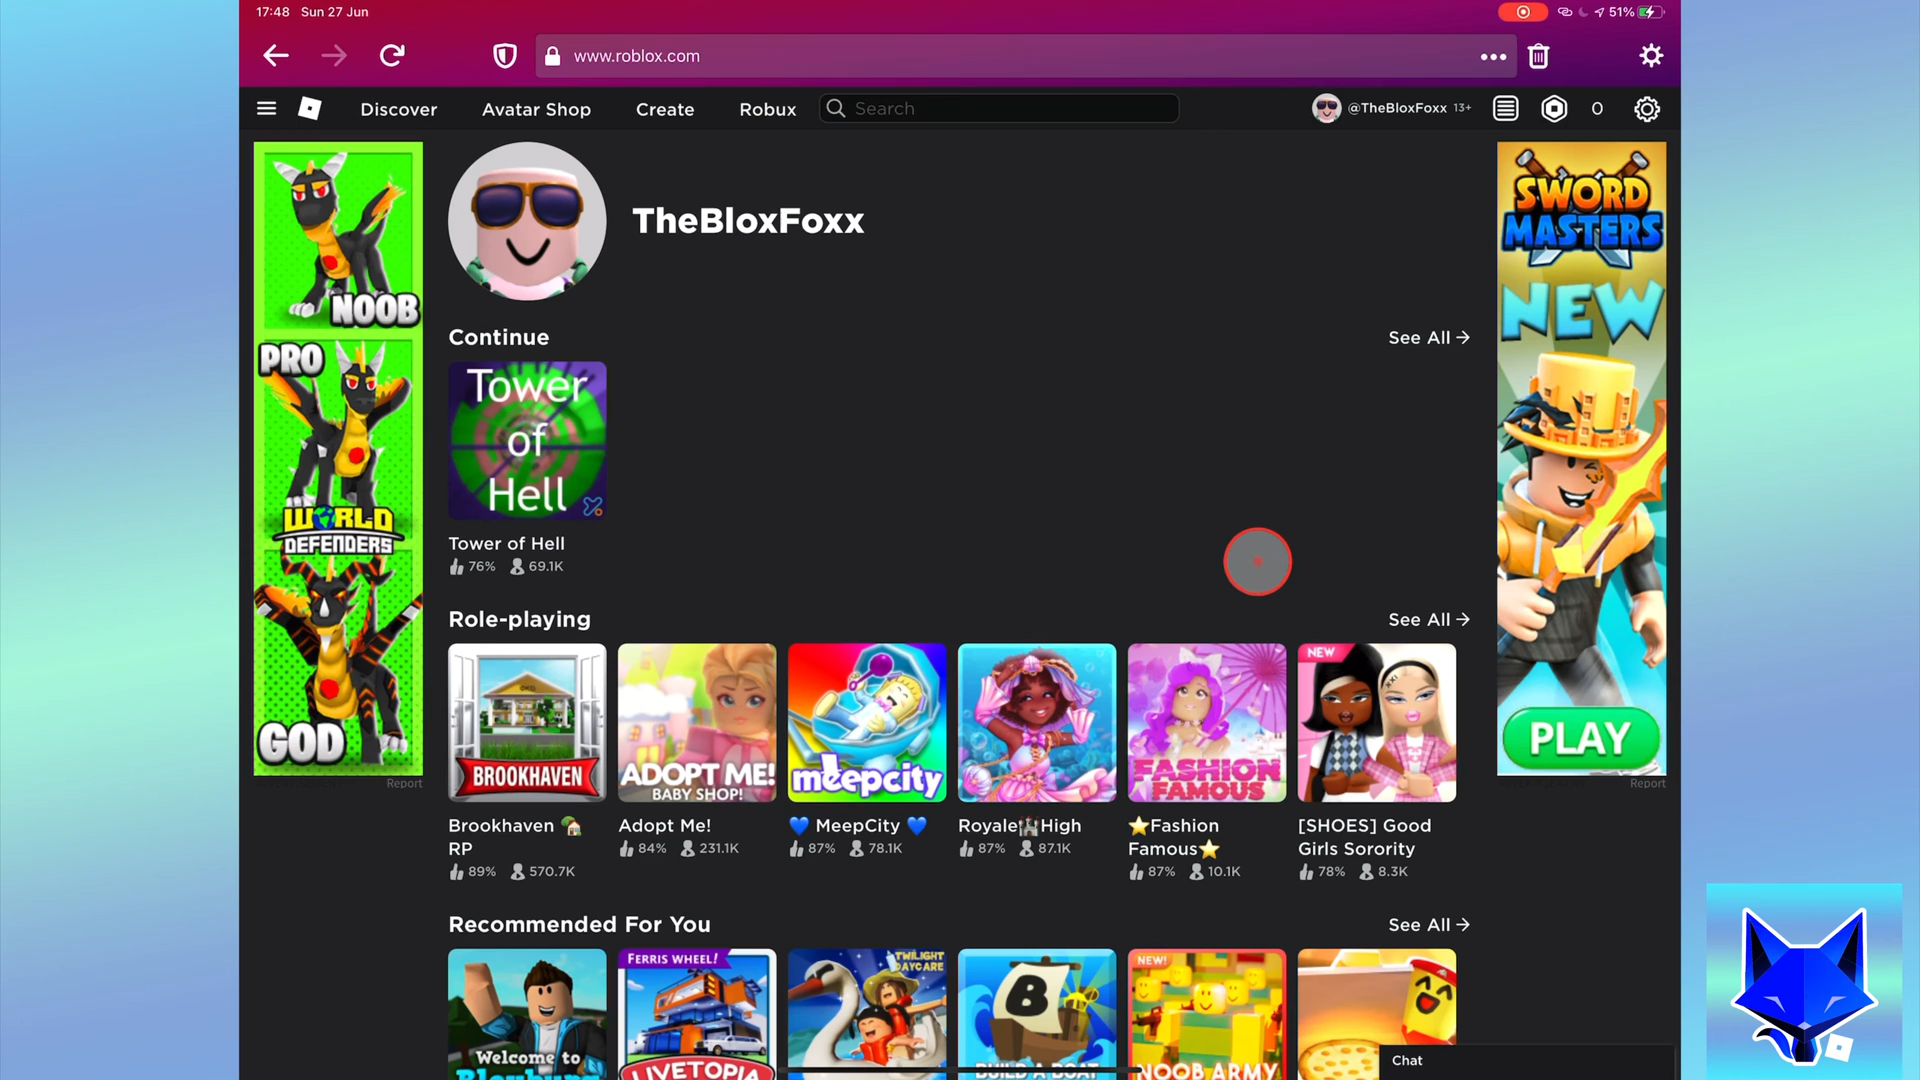 17:48 Sun 27 Jun
51%
www.roblox.com
Discover Avatar Shop Create Robux Search @TheBloxFoxx 13+ 0
NOOB
PRO
WORLD
DEFENDERS
GOD
Report
TheBloxFoxx
Continue See All →
Tower
of
Hell
Tower of Hell
76% 69.1K
Role-playing See All →
BROOKHAVEN
ADOPT ME!
BABY SHOP!
meepcity
FASHION
FAMOUS
NEW
Brookhaven 🏡
RP
89% 570.7K
Adopt Me!
84% 231.1K
💙 MeepCity 💙
87% 78.1K
Royale🏰High
87% 87.1K
⭐Fashion
Famous⭐
87% 10.1K
[SHOES] Good
Girls Sorority
78% 8.3K
Recommended For You See All →
Welcome to
Bloxburg
FERRIS WHEEL!
LIVETOPIA
TWILIGHT
DAYCARE
B
BUILD A BOAT
NEW!
NOOB ARMY
SWORD
MASTERS
NEW
PLAY
Report
Chat